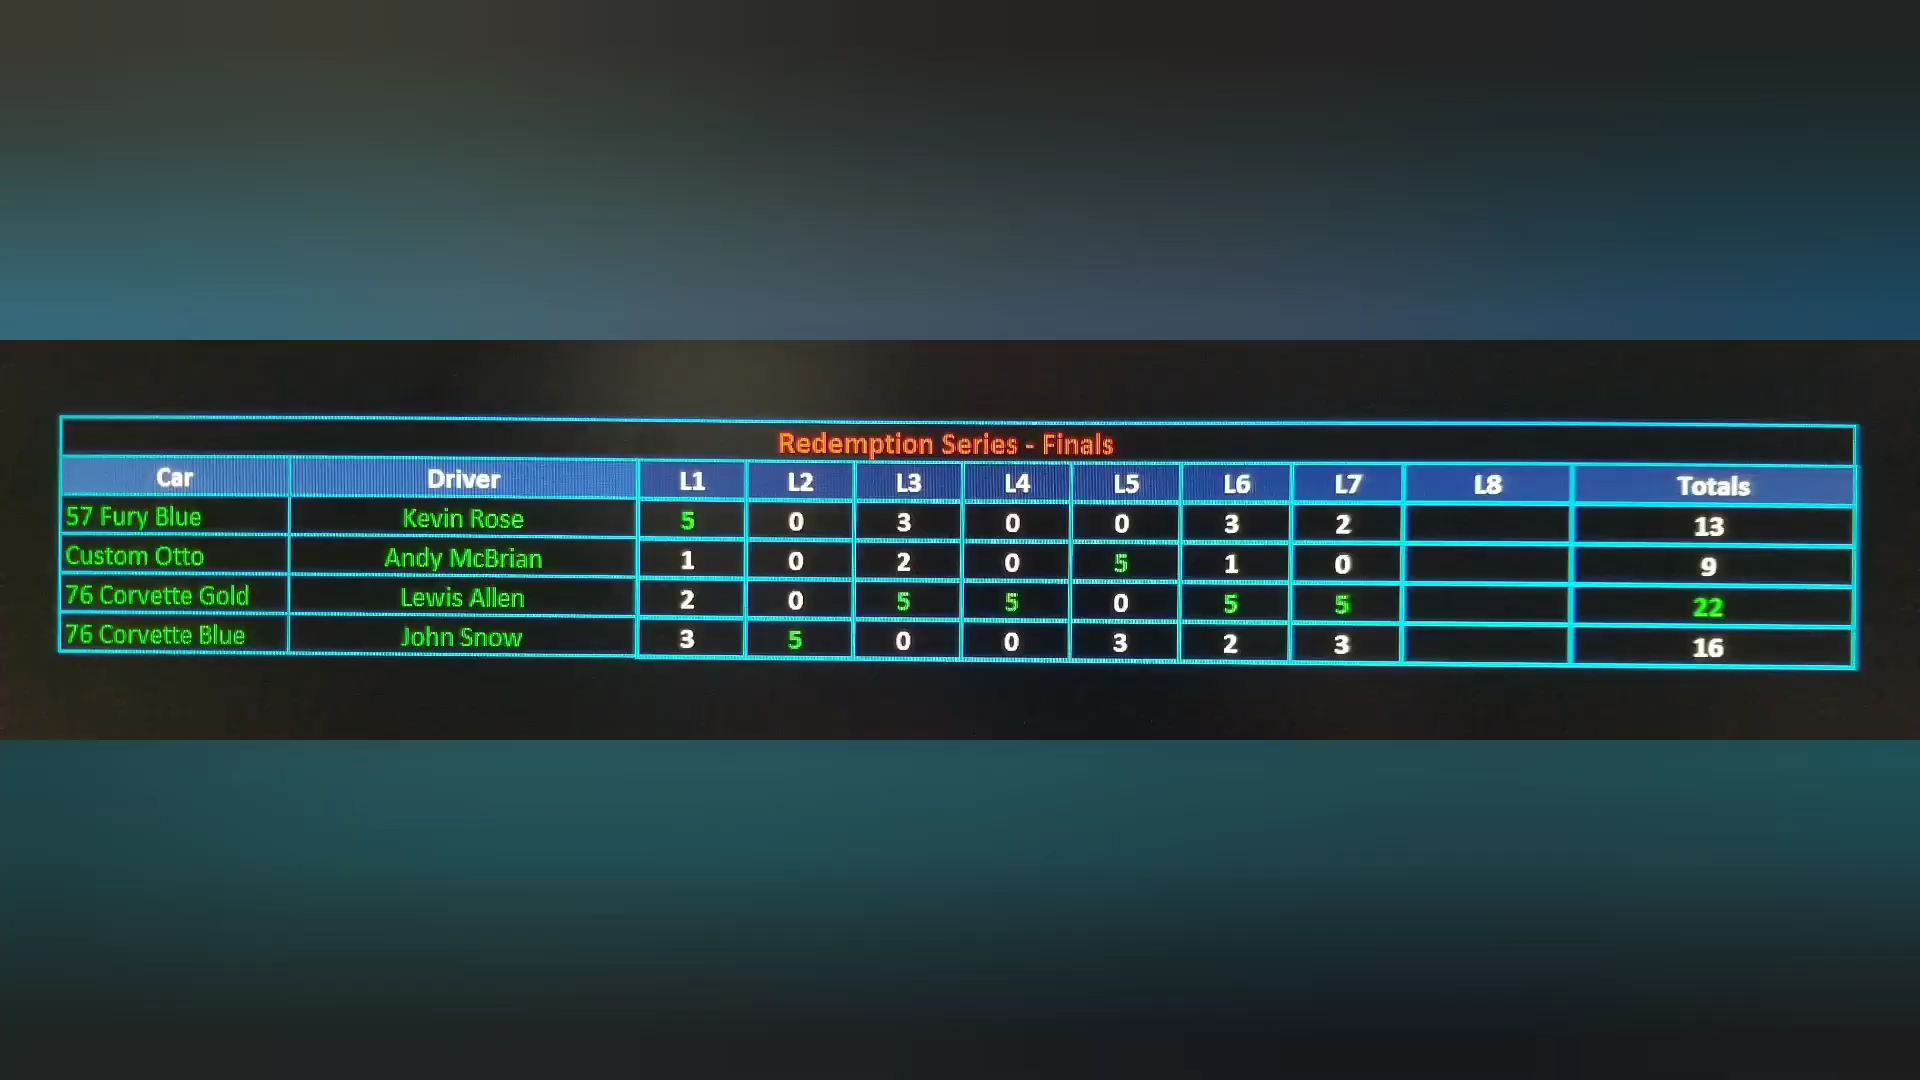 Redemption Series - Finals
Car Driver L1 L2 L3 L4 L5 L6 L7 L8 Totals
57 Fury Blue Kevin Rose 5 0 3 0 0 3 2 13
Custom Otto Andy McBrian 1 0 2 0 5 1 0 9
76 Corvette Gold Lewis Allen 2 0 5 5 0 5 5 22
76 Corvette Blue John Snow 3 5 0 0 3 2 3 16